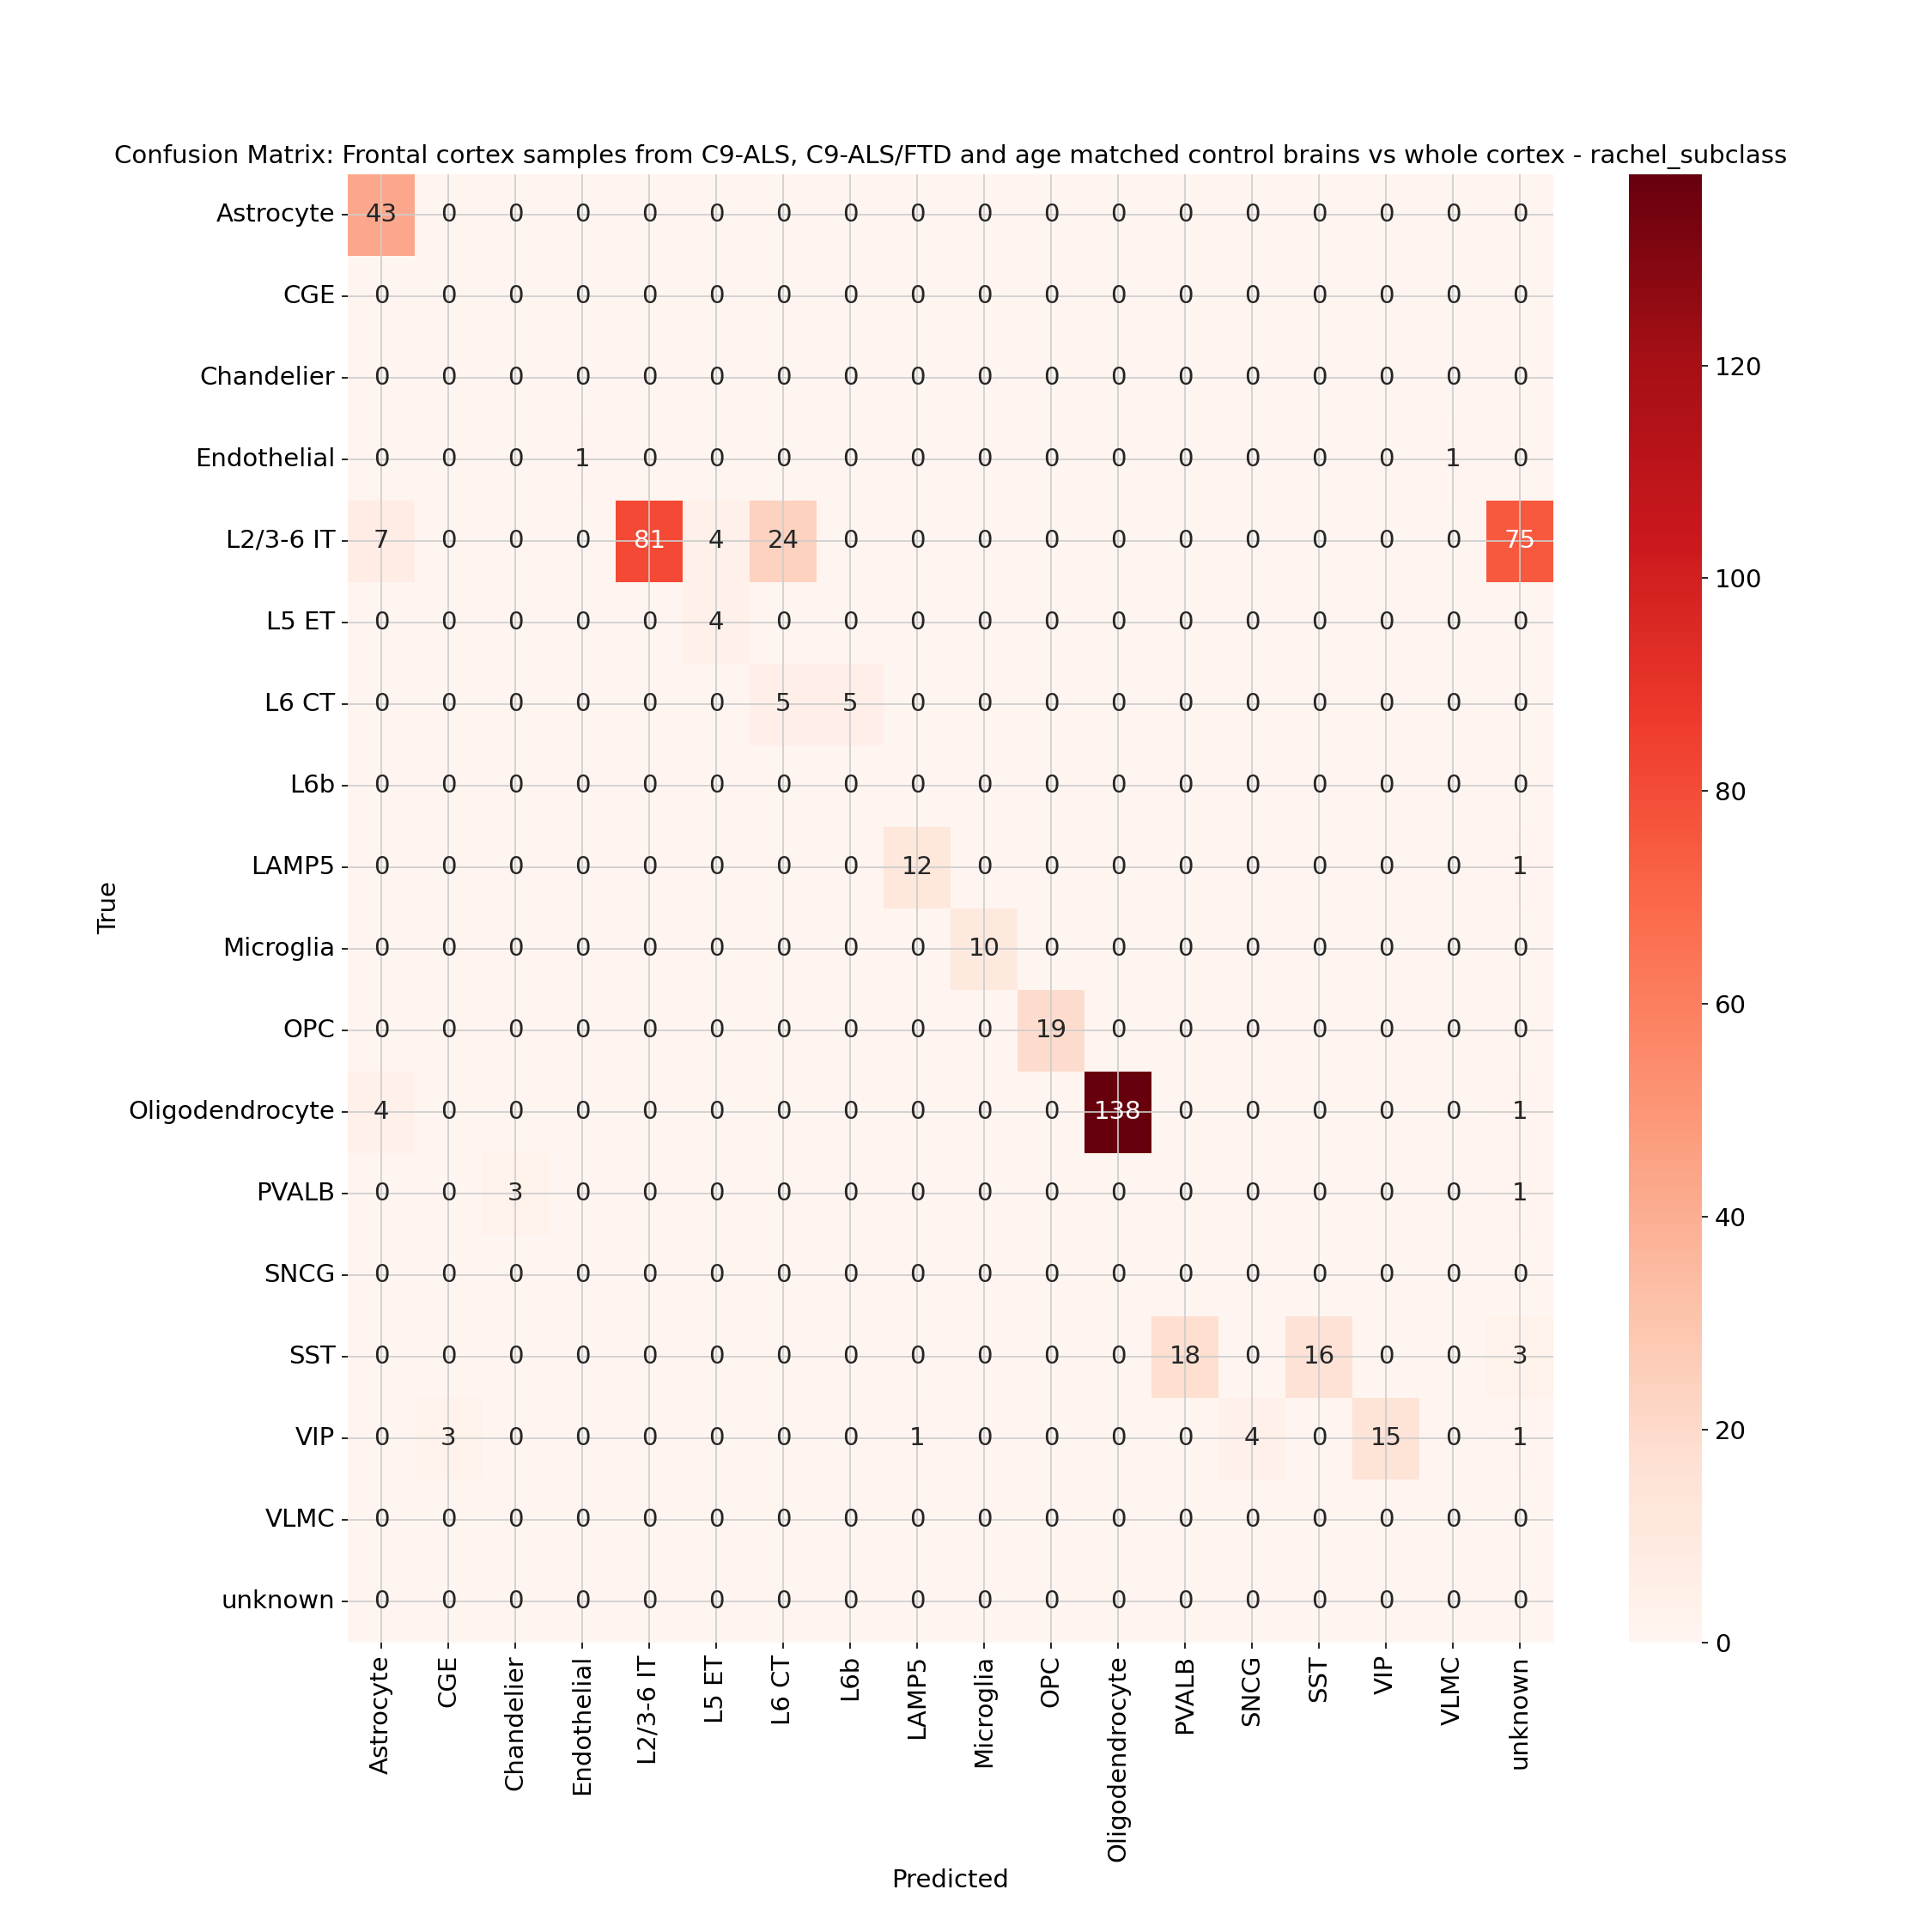 Confusion Matrix: Frontal cortex samples from C9-ALS, C9-ALS/FTD and age matched control brains vs whole cortex - rachel_subclass
Astrocyte 43 0 0 0 0 0 0 0 0 0 0 0 0 0 0 0 0 0
CGE 0 0 0 0 0 0 0 0 0 0 0 0 0 0 0 0 0 0
Chandelier 0 0 0 0 0 0 0 0 0 0 0 0 0 0 0 0 0 0
Endothelial 0 0 0 1 0 0 0 0 0 0 0 0 0 0 0 0 1 0
L2/3-6 IT 7 0 0 0 81 4 24 0 0 0 0 0 0 0 0 0 0 75
L5 ET 0 0 0 0 0 4 0 0 0 0 0 0 0 0 0 0 0 0
L6 CT 0 0 0 0 0 0 5 5 0 0 0 0 0 0 0 0 0 0
L6b 0 0 0 0 0 0 0 0 0 0 0 0 0 0 0 0 0 0
LAMP5 0 0 0 0 0 0 0 0 12 0 0 0 0 0 0 0 0 1
Microglia 0 0 0 0 0 0 0 0 0 10 0 0 0 0 0 0 0 0
OPC 0 0 0 0 0 0 0 0 0 0 19 0 0 0 0 0 0 0
Oligodendrocyte 4 0 0 0 0 0 0 0 0 0 0 138 0 0 0 0 0 1
PVALB 0 0 3 0 0 0 0 0 0 0 0 0 0 0 0 0 0 1
SNCG 0 0 0 0 0 0 0 0 0 0 0 0 0 0 0 0 0 0
SST 0 0 0 0 0 0 0 0 0 0 0 0 18 0 16 0 0 3
VIP 0 3 0 0 0 0 0 0 1 0 0 0 0 4 0 15 0 1
VLMC 0 0 0 0 0 0 0 0 0 0 0 0 0 0 0 0 0 0
unknown 0 0 0 0 0 0 0 0 0 0 0 0 0 0 0 0 0 0
True
Astrocyte
CGE
Chandelier
Endothelial
L2/3-6 IT
L5 ET
L6 CT
L6b
LAMP5
Microglia
OPC
Oligodendrocyte
PVALB
SNCG
SST
VIP
VLMC
unknown
Predicted
120
100
80
60
40
20
0